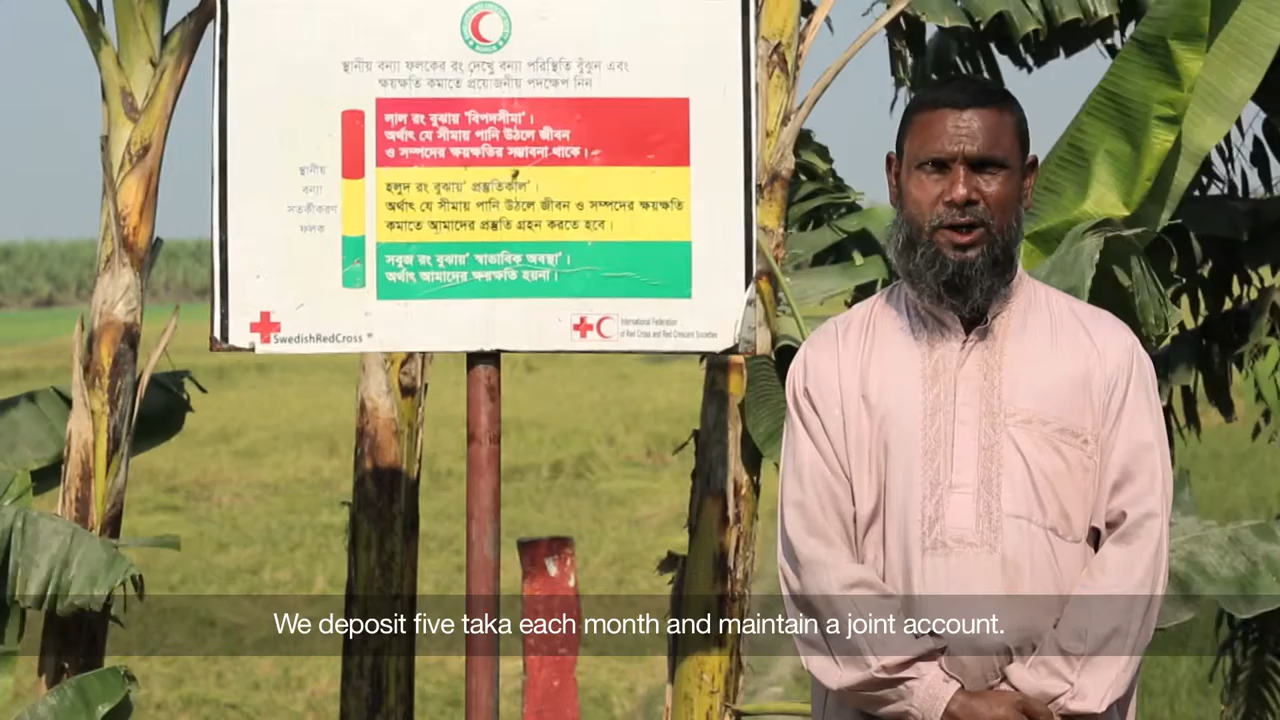 স্থানীয় বন্যা ফলকের রং দেখে বন্যা পরিস্থিতি বুঁঝুন এবং
ক্ষয়ক্ষতি কমাতে প্রয়োজনীয় পদক্ষেপ নিন
লাল রং বুঝায় 'বিপদসীমা'।
অর্থাৎ যে সীমায় পানি উঠলে জীবন
ও সম্পদের ক্ষয়ক্ষতির সম্ভাবনা থাকে।
হলুদ রং বুঝায়' প্রস্তুতিকাল'।
অর্থাৎ যে সীমায় পানি উঠলে জীবন ও সম্পদের ক্ষয়ক্ষতি
কমাতে আমাদের প্রস্তুতি গ্রহন করতে হবে।
সবুজ রং বুঝায়' স্বাভাবিক অবস্থা'।
অর্থাৎ আমাদের ক্ষয়ক্ষতি হয়না।
স্থানীয়
বন্যা
সতর্কীকরণ
ফলক
SwedishRedCross
International Federation
of Red Cross and Red Crescent Societies
We deposit five taka each month and maintain a joint account.